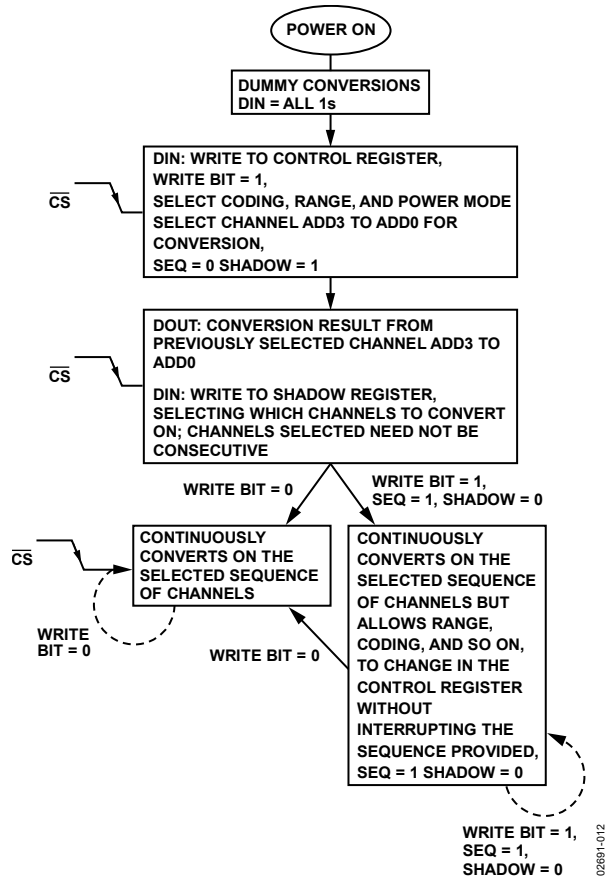 POWER ON
DUMMY CONVERSIONS
DIN = ALL 1s
CS
DIN: WRITE TO CONTROL REGISTER,
WRITE BIT = 1,
SELECT CODING, RANGE, AND POWER MODE
SELECT CHANNEL ADD3 TO ADD0 FOR
CONVERSION,
SEQ = 0 SHADOW = 1
CS
DOUT: CONVERSION RESULT FROM
PREVIOUSLY SELECTED CHANNEL ADD3 TO
ADD0
DIN: WRITE TO SHADOW REGISTER,
SELECTING WHICH CHANNELS TO CONVERT
ON; CHANNELS SELECTED NEED NOT BE
CONSECUTIVE
WRITE BIT = 0
WRITE BIT = 1,
SEQ = 1, SHADOW = 0
CS
CONTINUOUSLY
CONVERTS ON THE
SELECTED SEQUENCE
OF CHANNELS
WRITE
BIT = 0
WRITE BIT = 0
CONTINUOUSLY
CONVERTS ON THE
SELECTED SEQUENCE
OF CHANNELS BUT
ALLOWS RANGE,
CODING, AND SO ON,
TO CHANGE IN THE
CONTROL REGISTER
WITHOUT
INTERRUPTING THE
SEQUENCE PROVIDED,
SEQ = 1 SHADOW = 0
WRITE BIT = 1,
SEQ = 1,
SHADOW = 0
02691-012